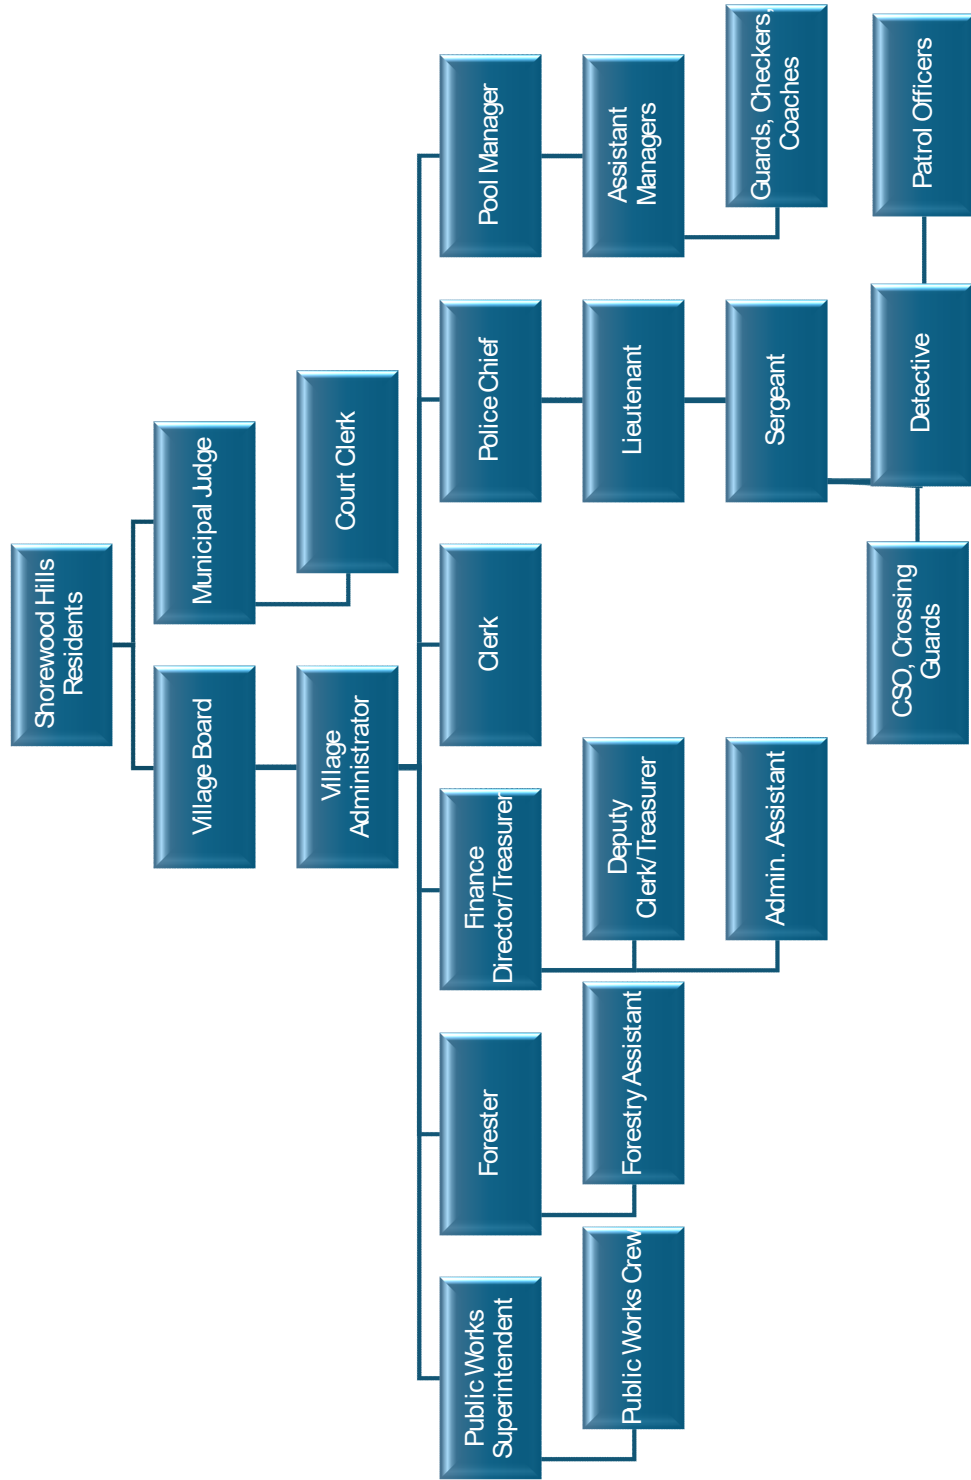 Shorewood Hills
Residents
Village Board
Municipal Judge
Village
Administrator
Court Clerk
Public Works
Superintendent
Forester
Finance
Director/Treasurer
Clerk
Police Chief
Pool Manager
Public Works Crew
Forestry Assistant
Deputy
Clerk/Treasurer
Lieutenant
Assistant
Managers
Admin. Assistant
Sergeant
Guards, Checkers,
Coaches
CSO, Crossing
Guards
Detective
Patrol Officers